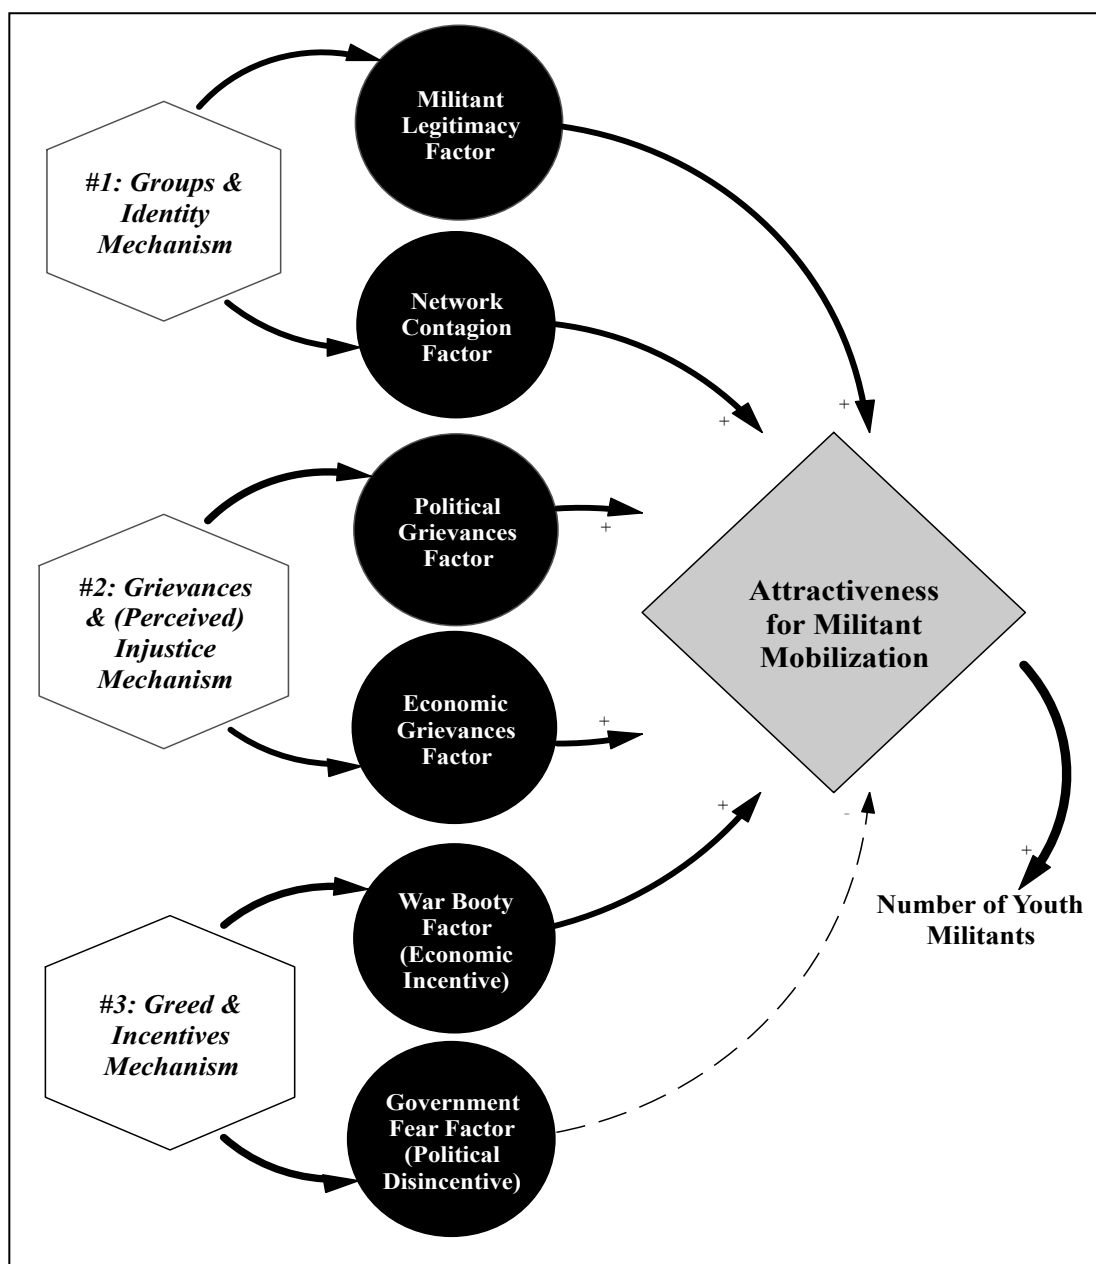 #1: Groups &
Identity
Mechanism
Militant
Legitimacy
Factor
Network
Contagion
Factor
+
+
#2: Grievances
& (Perceived)
Injustice
Mechanism
Political
Grievances
Factor
+
Economic
Grievances
Factor
+
Attractiveness
for Militant
Mobilization
#3: Greed &
Incentives
Mechanism
War Booty
Factor
(Economic
Incentive)
+
Government
Fear Factor
(Political
Disincentive)
-
+
Number of Youth
Militants